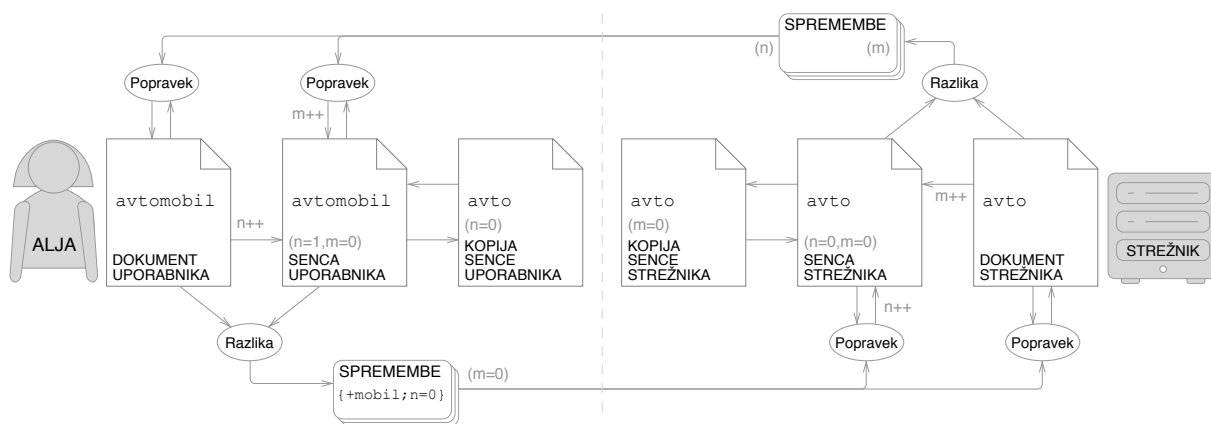 SPREMEMBE
(n) (m)
Popravek Popravek Razlika
m++
avtomobil avtomobil avto avto avto avto
n++ (n=0) (m=0) m++
ALJA (n=1,m=0) (n=0,m=0) STREŽNIK
DOKUMENT
UPORABNIKA
SENCA
UPORABNIKA
KOPIJA
SENCE
UPORABNIKA
KOPIJA
SENCE
STREŽNIKA
SENCA
STREŽNIKA
DOKUMENT
STREŽNIKA
n++
Razlika Popravek Popravek
SPREMEMBE (m=0)
{+mobil;n=0}